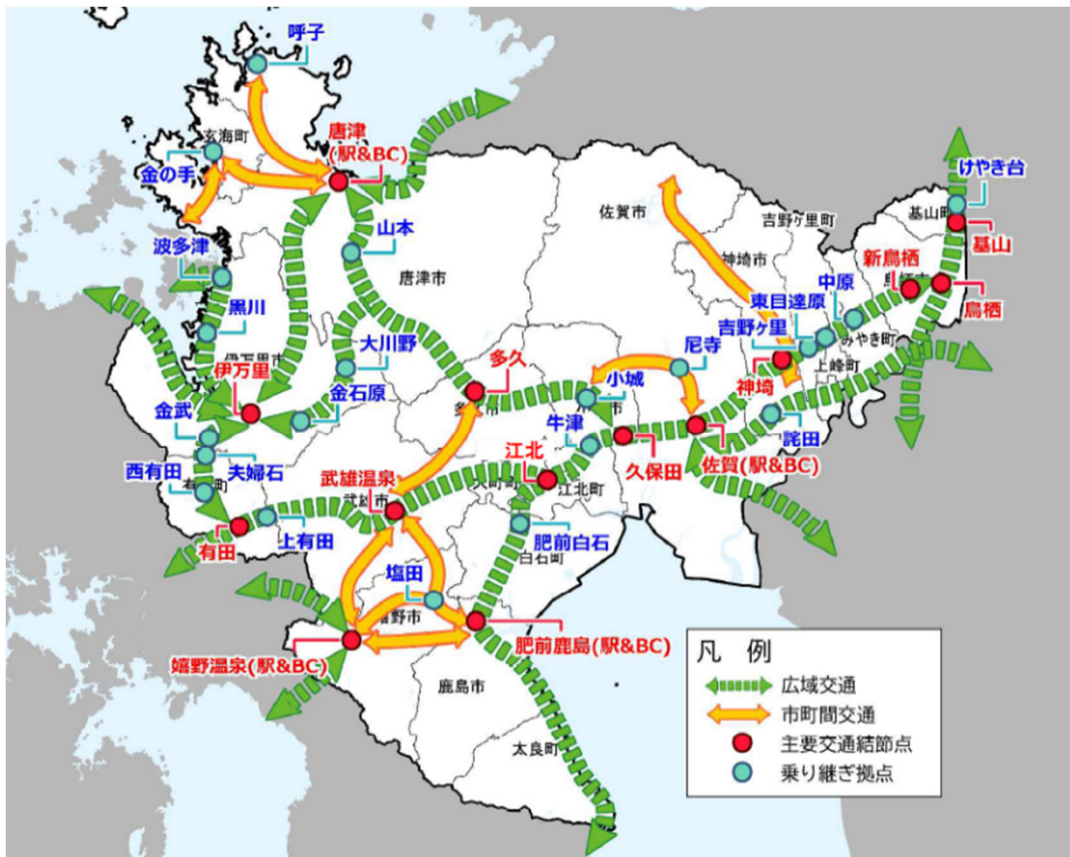 呼子
唐津
(駅&BC)
玄海町
金の手
けやき台
佐賀市
吉野ヶ里町
基山町
基山
波多津
山本
神埼市
新鳥栖
唐津市
中原
東目達原
鳥栖
黒川
吉野ヶ里
みやき町
大川野
伊万里市
尼寺
上峰町
伊万里
多久
神埼
小城
金石原
金武
牛津
詫田
江北
久保田
佐賀(駅&BC)
西有田
夫婦石
武雄温泉
武雄市
大町町
江北町
有田
上有田
肥前白石
白石町
塩田
嬉野市
嬉野温泉(駅&BC)
肥前鹿島(駅&BC)
鹿島市
太良町
凡 例
広域交通
市町間交通
主要交通結節点
乗り継ぎ拠点